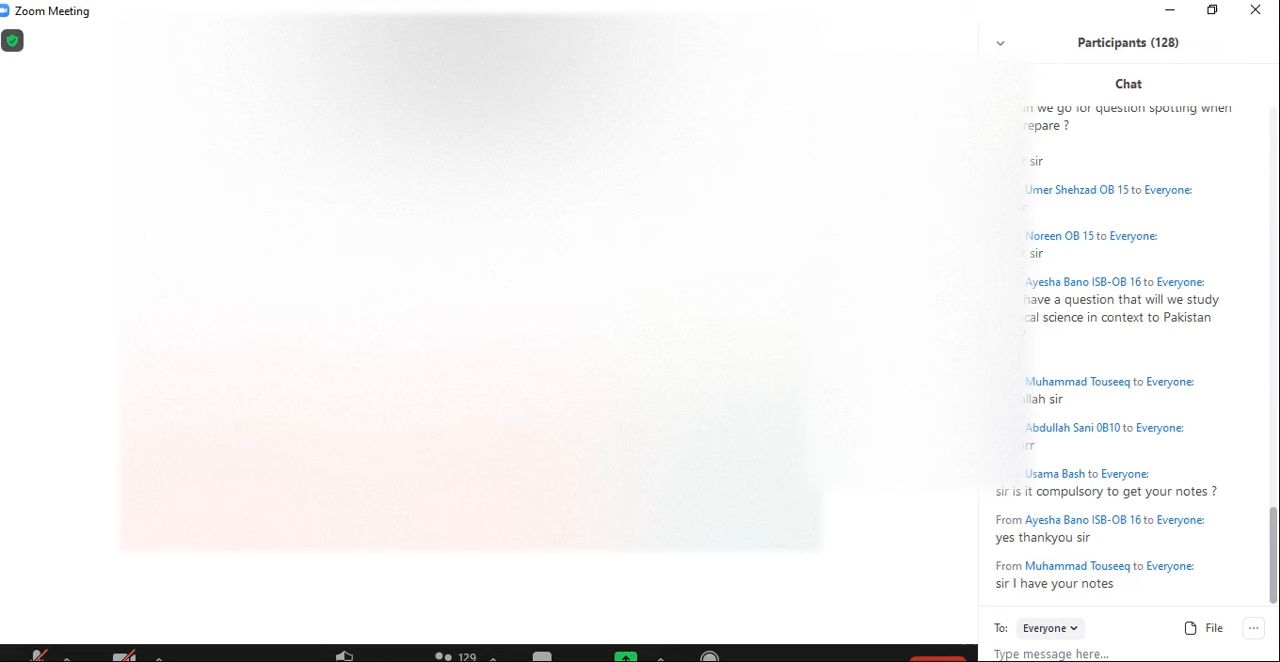 Zoom Meeting
Participants (128)
Chat
we go for question spotting when
?
sir
Umer Shehzad OB 15 to Everyone:
Noreen OB 15 to Everyone:
sir
Ayesha Bano ISB-OB 16 to Everyone:
have a question that will we study
science in context to Pakistan
?
Muhammad Touseeq to Everyone:
sir
Abdullah Sani 0B10 to Everyone:
Usama Bash to Everyone:
sir is it compulsory to get your notes ?
From Ayesha Bano ISB-OB 16 to Everyone:
yes thankyou sir
From Muhammad Touseeq to Everyone:
sir I have your notes
To: Everyone File ...
Type message here...
129